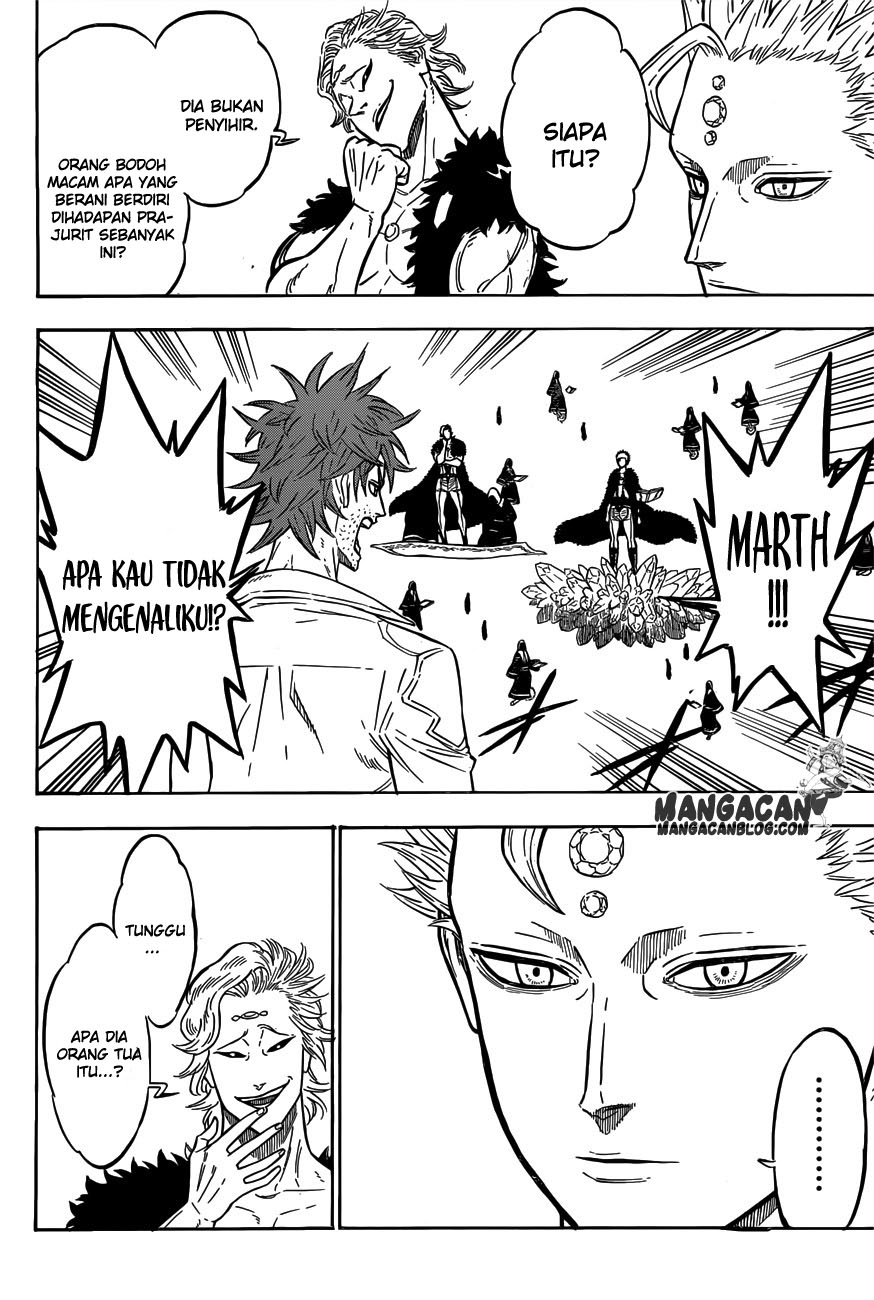 SIAPA
ITU?
DIA BUKAN
PENYIHIR.
ORANG BODOH
MACAM APA YANG
BERANI BERDIRI
DIHADAPAN PRA-
JURIT SEBANYAK
INI?
MARTH
!!!
APA KAU TIDAK
MENGENALIKU!?
MANGACAN
MANGACANBLOG.COM
..........
TUNGGU
...
APA DIA
ORANG TUA
ITU...?